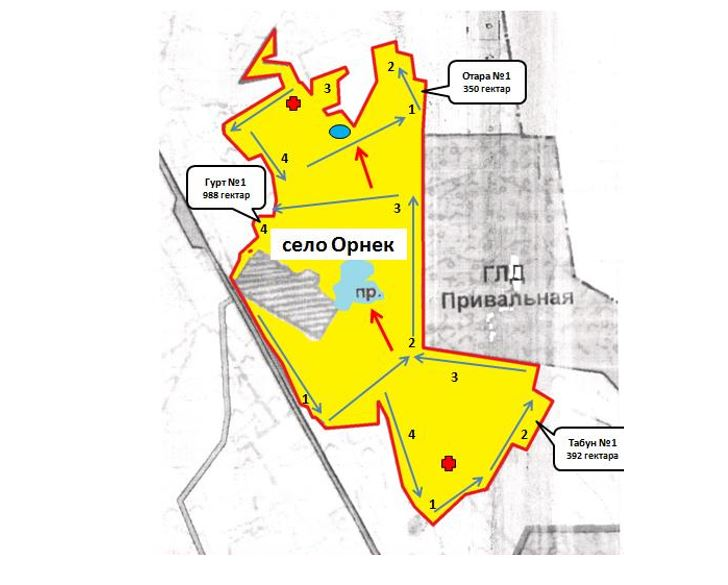 2
3
Отара №1
350 гектар
1
4
Гурт №1
988 гектар
3
4
село Орнек
ГЛД
Привальная
пр.
2
3
1
4
2
Табун №1
392 гектара
1